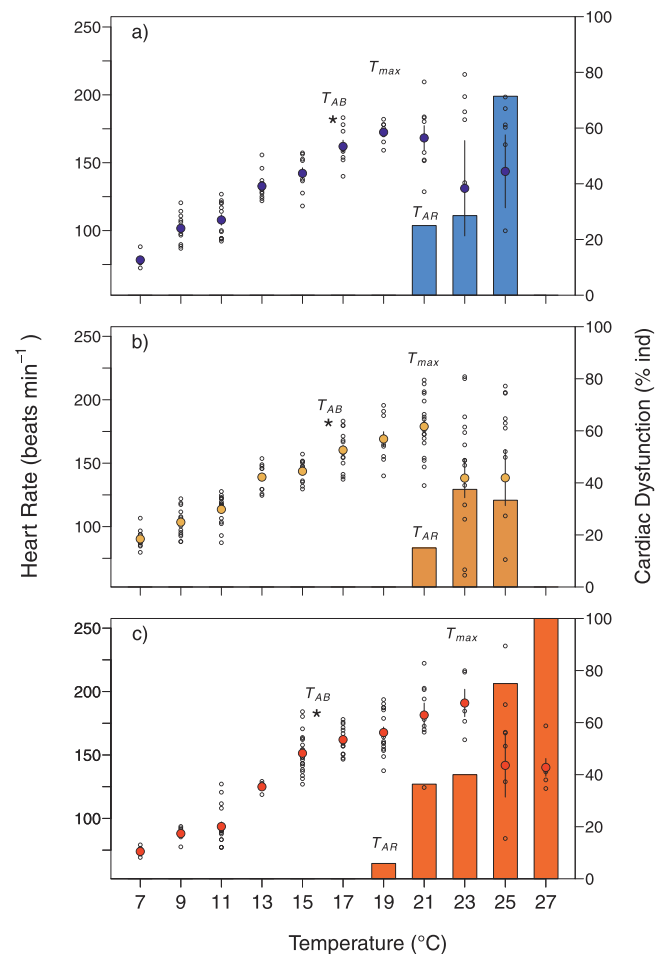 a)
250
200
150
100
100
80
60
40
20
0
T_max
T_AB
*
T_AR
b)
250
200
150
100
100
80
60
40
20
0
T_max
T_AB
*
T_AR
c)
250
200
150
100
100
80
60
40
20
0
T_max
T_AB
*
T_AR
Heart Rate (beats min⁻¹ )
Cardiac Dysfunction (% ind)
7 9 11 13 15 17 19 21 23 25 27
Temperature (°C)